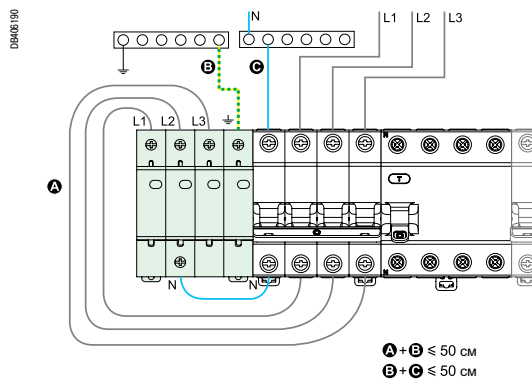 DB406190
N
L1 L2 L3
B C
L1 L2 L3
N
T
A
N
N N
A + B ⩽ 50 см
B + C ⩽ 50 см